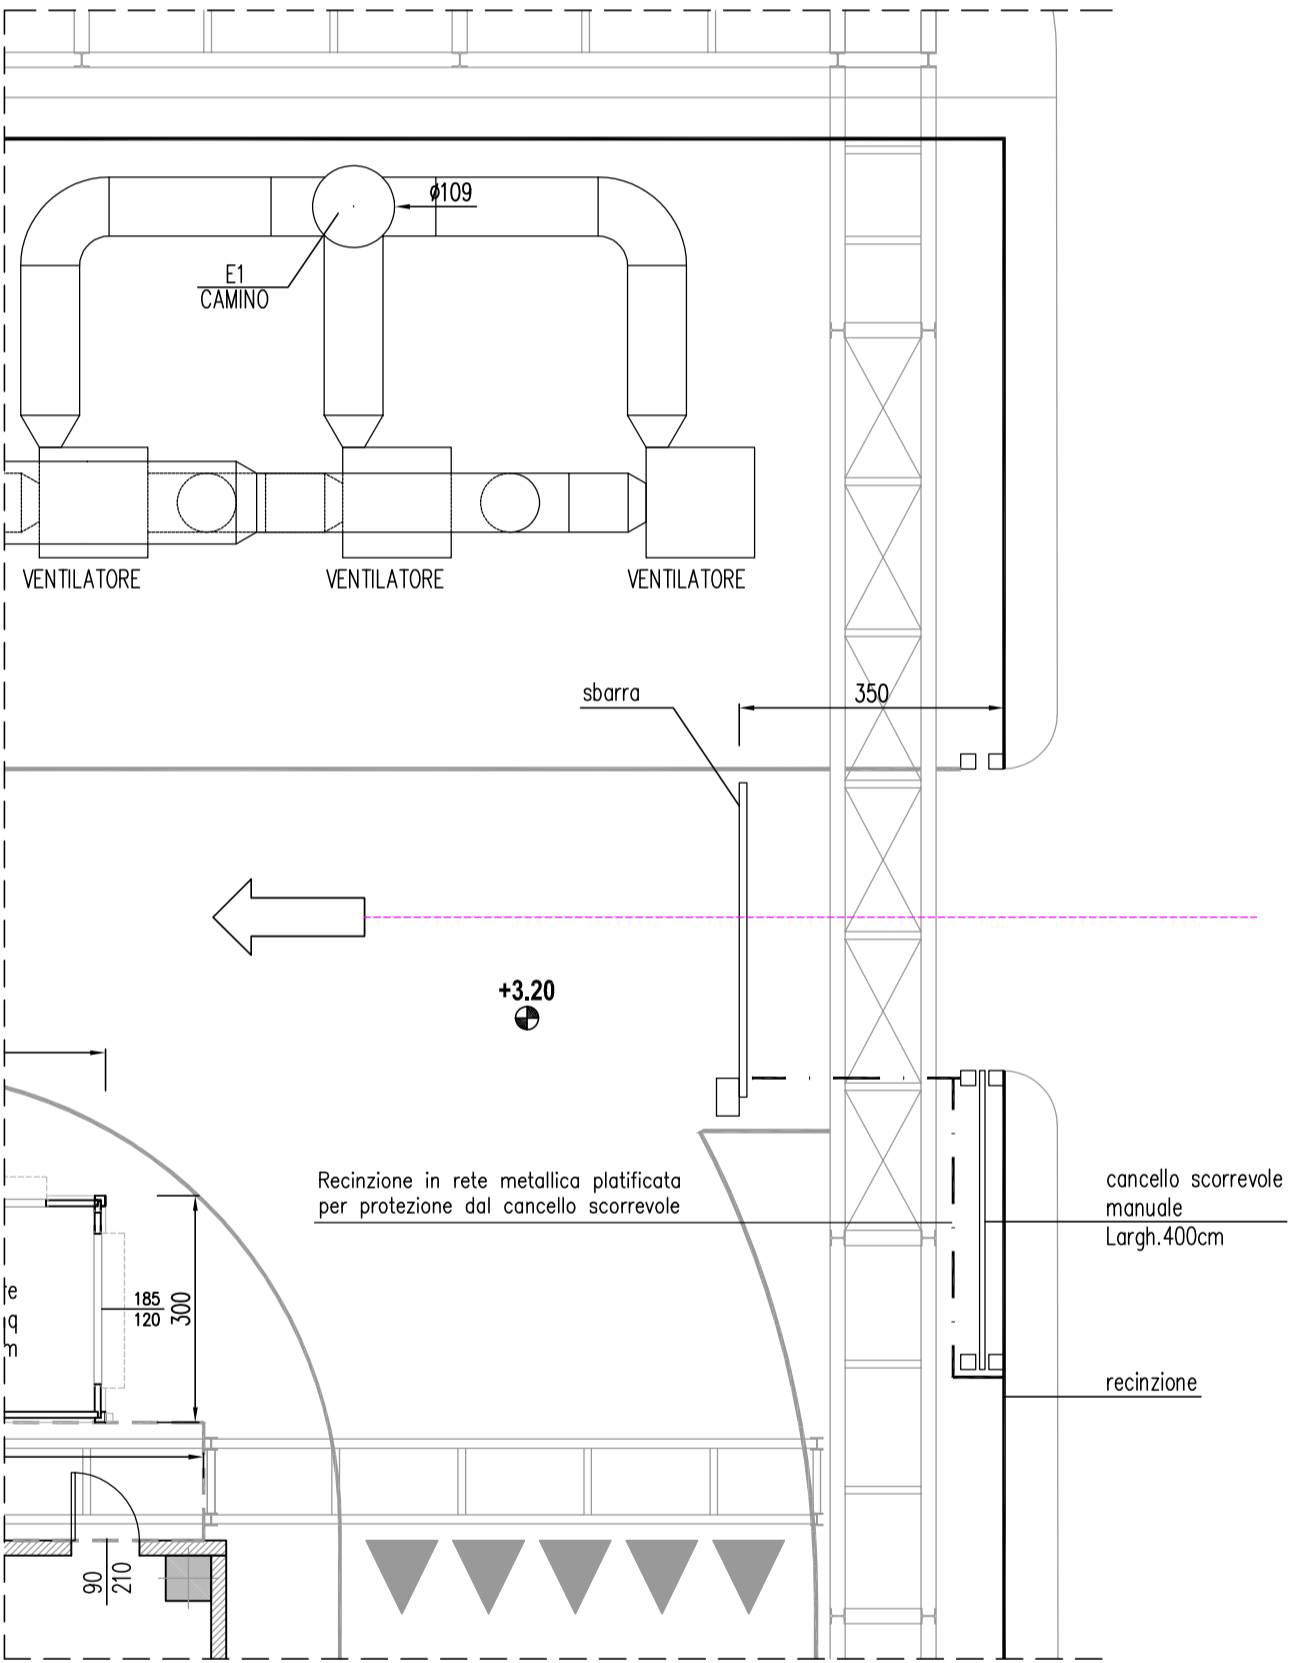 ø109
E1
CAMINO
VENTILATORE
VENTILATORE
VENTILATORE
sbarra
350
+3.20
Recinzione in rete metallica platificata
per protezione dal cancello scorrevole
cancello scorrevole
manuale
Largh.400cm
185
120
300
recinzione
90
210